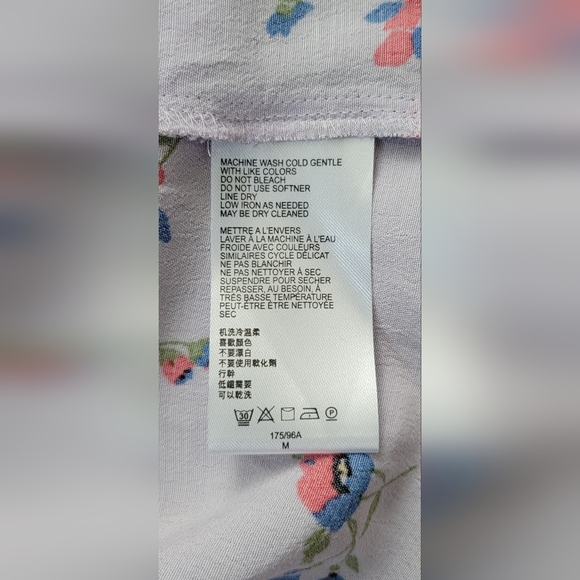 MACHINE WASH COLD GENTLE
WITH LIKE COLORS
DO NOT BLEACH
DO NOT USE SOFTNER
LINE DRY
LOW IRON AS NEEDED
MAY BE DRY CLEANED
METTRE A L'ENVERS
LAVER À LA MACHINE À L'EAU
FROIDE AVEC COULEURS
SIMILAIRES CYCLE DÉLICAT
NE PAS BLANCHIR
NE PAS NETTOYER À SEC
SUSPENDRE POUR SECHER
REPASSER, AU BESOIN, À
TRÈS BASSE TEMPÉRATURE
PEUT-ÊTRE ÊTRE NETTOYÉE
SEC
机洗冷溫柔
喜歡顏色
不要漂白
不要使用軟化劑
行幹
低鐵需要
可以乾洗
30 P
175/96A
M